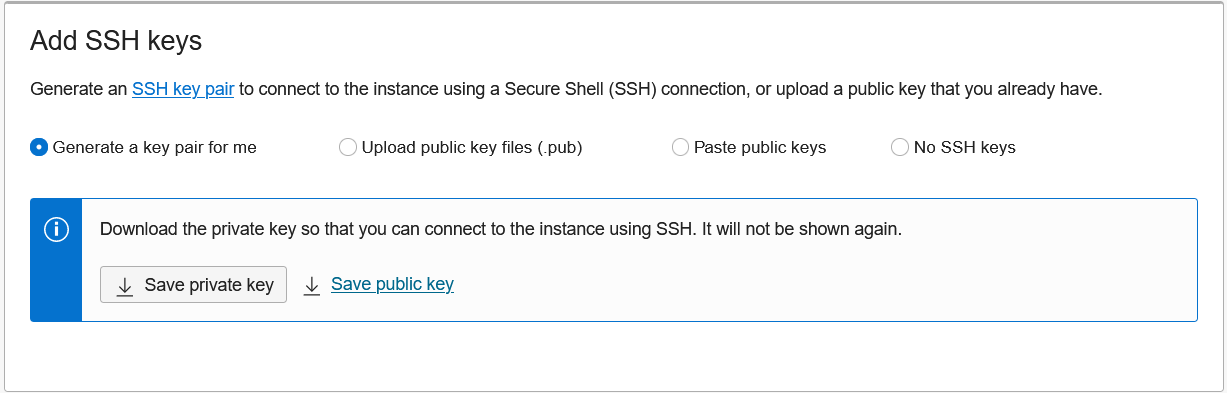 Add SSH keys
Generate an SSH key pair to connect to the instance using a Secure Shell (SSH) connection, or upload a public key that you already have.
Generate a key pair for me Upload public key files (.pub) Paste public keys No SSH keys
Download the private key so that you can connect to the instance using SSH. It will not be shown again.
Save private key Save public key